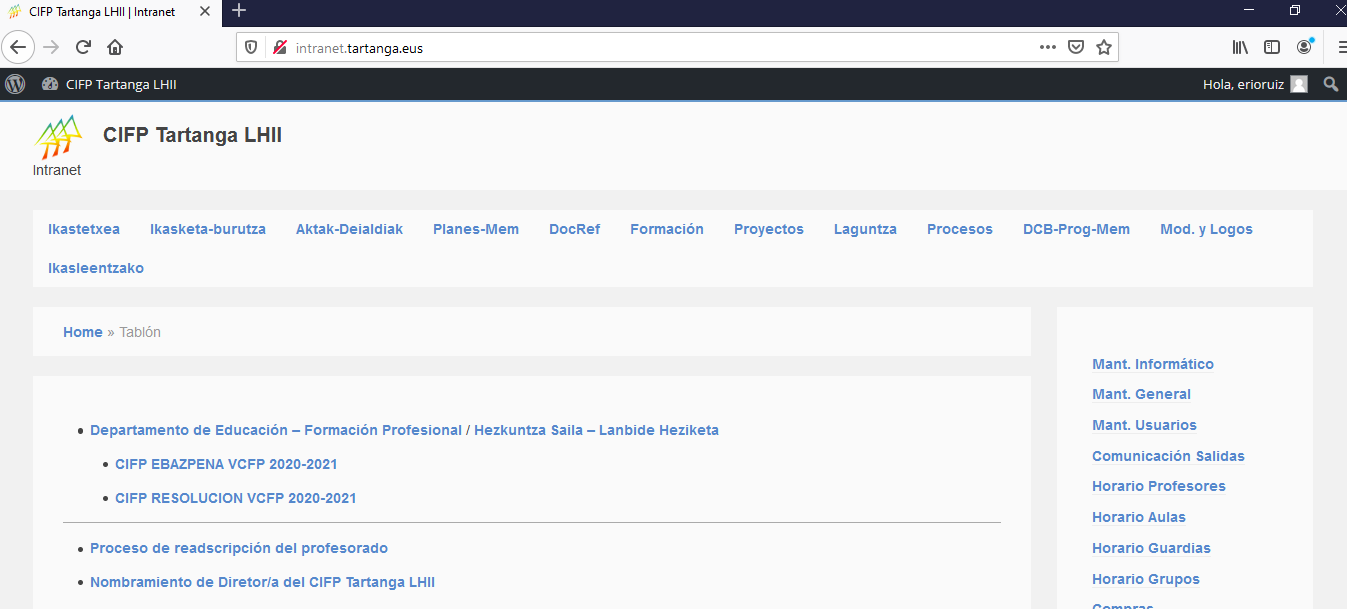 CIFP Tartanga LHII | Intranet
intranet.tartanga.eus
CIFP Tartanga LHII
Hola, erioruiz
CIFP Tartanga LHII
Intranet
Ikastetxea Ikasketa-burutza Aktak-Deialdiak Planes-Mem DocRef Formación Proyectos Laguntza Procesos DCB-Prog-Mem Mod. y Logos
Ikasleentzako
Home » Tablón
Departamento de Educación – Formación Profesional / Hezkuntza Saila – Lanbide Heziketa
CIFP EBAZPENA VCFP 2020-2021
CIFP RESOLUCION VCFP 2020-2021
Proceso de readscripción del profesorado
Nombramiento de Diretor/a del CIFP Tartanga LHII
Mant. Informático
Mant. General
Mant. Usuarios
Comunicación Salidas
Horario Profesores
Horario Aulas
Horario Guardias
Horario Grupos
Compras